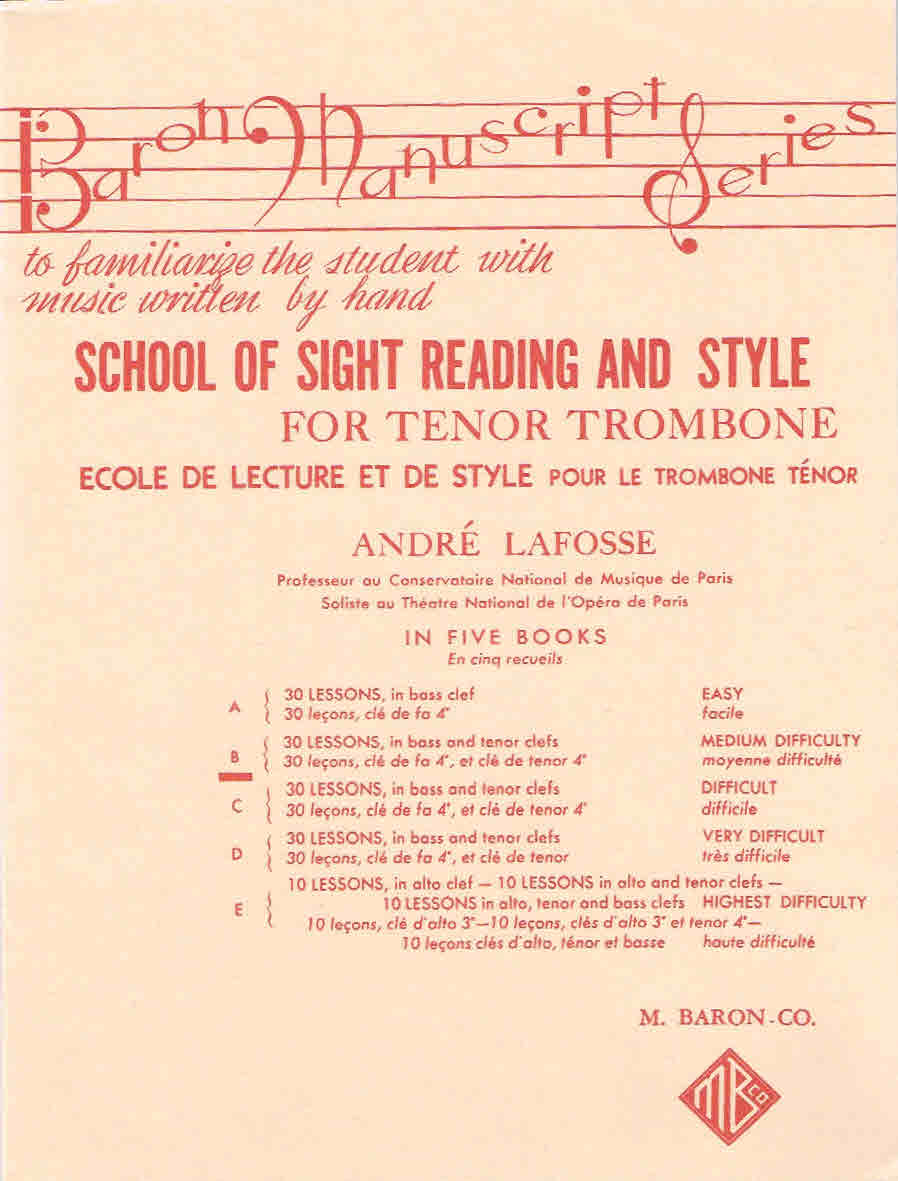 Baron Manuscript Series
to familiarize the student with
music written by hand
SCHOOL OF SIGHT READING AND STYLE
FOR TENOR TROMBONE
ECOLE DE LECTURE ET DE STYLE POUR LE TROMBONE TÉNOR
ANDRÉ LAFOSSE
Professeur au Conservatoire National de Musique de Paris
Soliste au Théatre National de l'Opéra de Paris
IN FIVE BOOKS
En cinq recueils
A { 30 LESSONS, in bass clef EASY
30 leçons, clé de fa 4e facile
B { 30 LESSONS, in bass and tenor clefs MEDIUM DIFFICULTY
30 leçons, clé de fa 4e, et clé de tenor 4e moyenne difficulté
C { 30 LESSONS, in bass and tenor clefs DIFFICULT
30 leçons, clé de fa 4e, et clé de tenor 4e difficile
D { 30 LESSONS, in bass and tenor clefs VERY DIFFICULT
30 leçons, clé de fa 4e, et clé de tenor très difficile
E { 10 LESSONS, in alto clef — 10 LESSONS in alto and tenor clefs —
10 LESSONS in alto, tenor and bass clefs HIGHEST DIFFICULTY
10 leçons, clé d'alto 3e—10 leçons, clés d'alto 3e et tenor 4e—
10 leçons clés d'alto, ténor et basse haute difficulté
M. BARON-CO.
MB CO